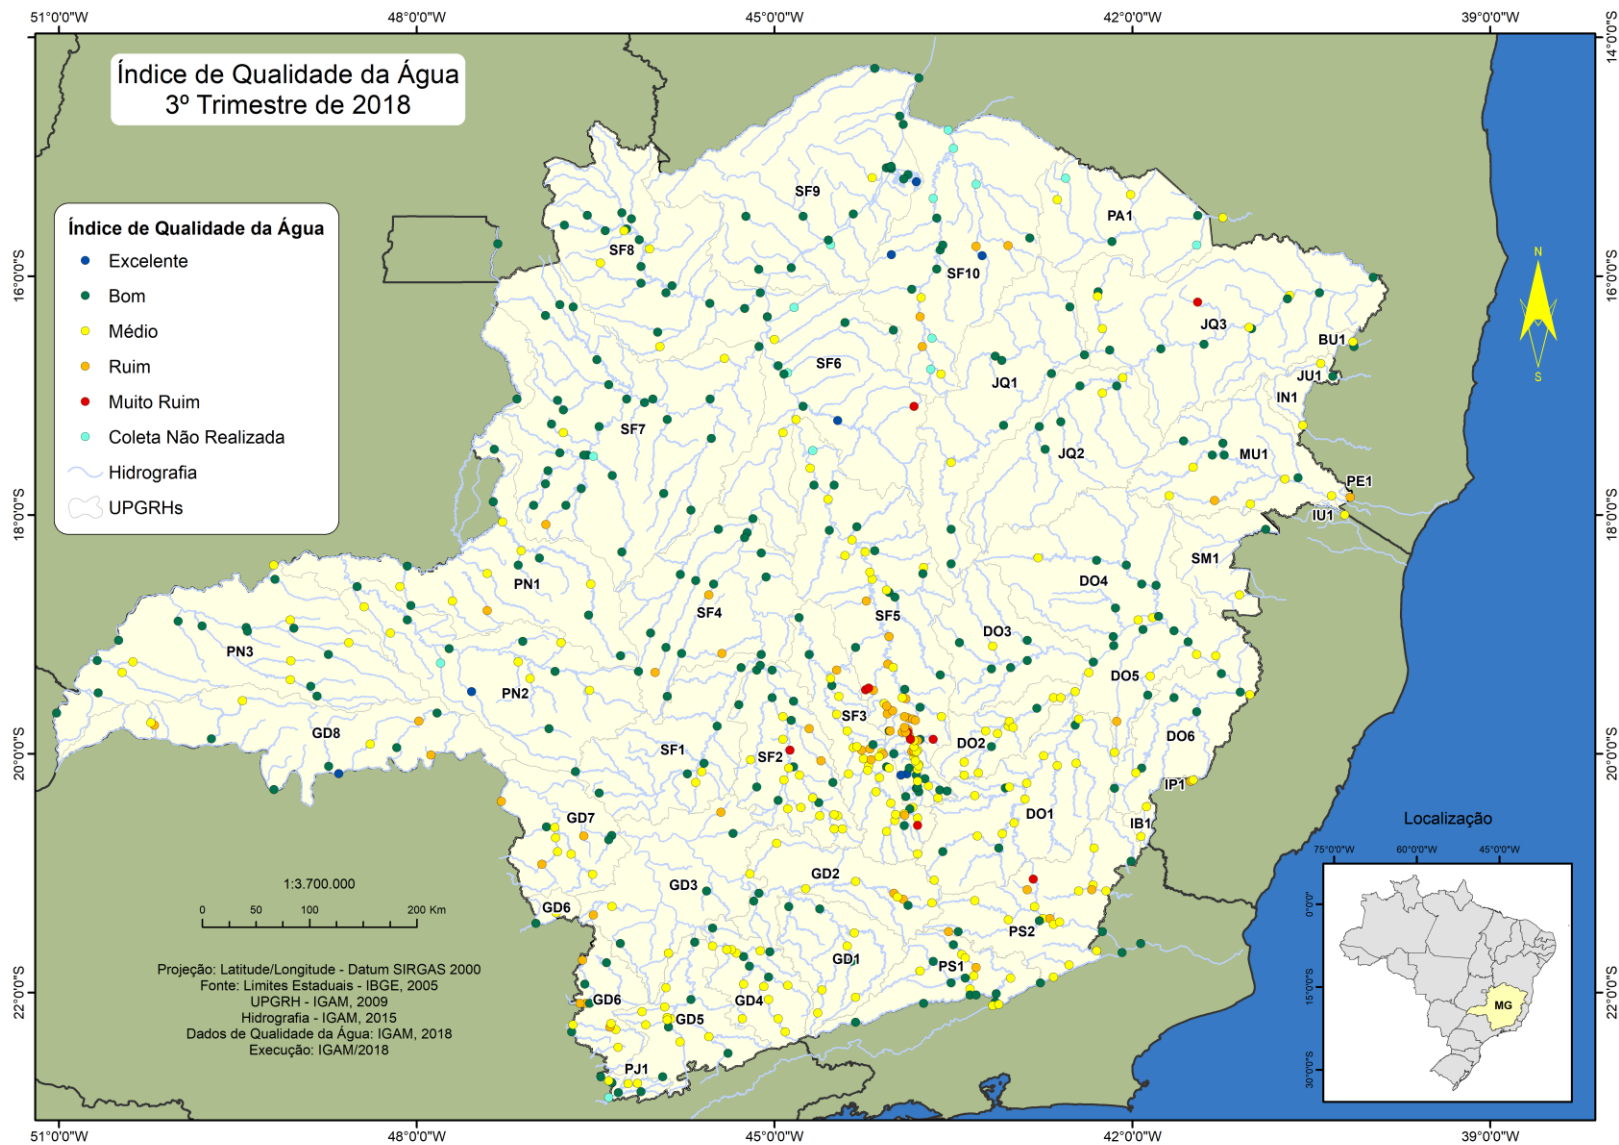 51°0'0"W
48°0'0"W
45°0'0"W
42°0'0"W
39°0'0"W
14°0'0"S
14°0'0"S
Índice de Qualidade da Água
3º Trimestre de 2018
Índice de Qualidade da Água
Excelente
Bom
Médio
Ruim
Muito Ruim
Coleta Não Realizada
Hidrografia
UPGRHs
16°0'0"S
16°0'0"S
18°0'0"S
18°0'0"S
20°0'0"S
20°0'0"S
22°0'0"S
22°0'0"S
SF9
PA1
SF8
SF10
JQ3
BU1
SF6
JQ1
JU1
IN1
SF7
JQ2
MU1
PE1
IU1
SM1
PN1
DO4
SF4
SF5
DO3
PN3
PN2
DO5
GD8
SF3
SF1
SF2
DO2
DO6
IP1
GD7
DO1
IB1
GD3
GD2
GD6
PS2
GD1
PS1
GD6
GD4
GD5
PJ1
N
S
1:3.700.000
0 50 100 200 Km
Projeção: Latitude/Longitude - Datum SIRGAS 2000
Fonte: Limites Estaduais - IBGE, 2005
UPGRH - IGAM, 2009
Hidrografia - IGAM, 2015
Dados de Qualidade da Água: IGAM, 2018
Execução: IGAM/2018
Localização
75°0'0"W
60°0'0"W
45°0'0"W
0°0'0"
15°0'0"S
30°0'0"S
MG
51°0'0"W
48°0'0"W
45°0'0"W
42°0'0"W
39°0'0"W